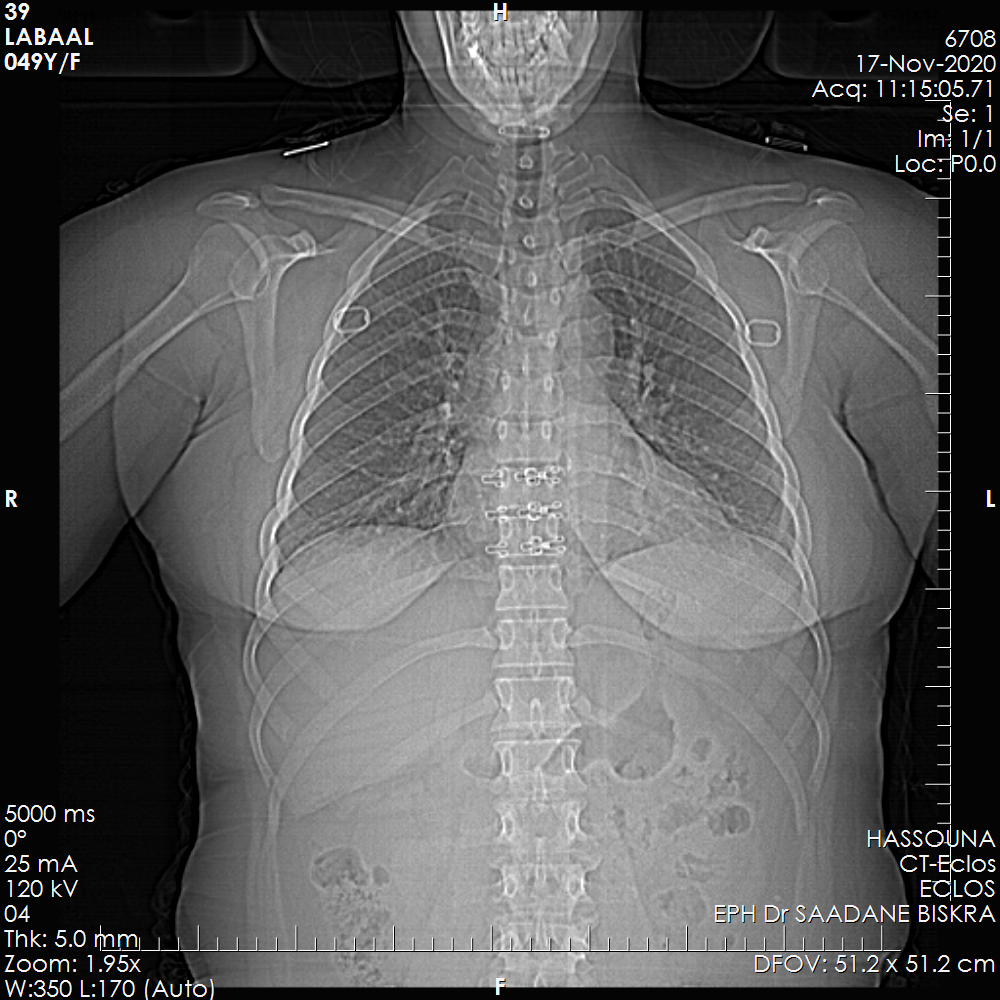 39
LABAAL
049Y/F
H
6708
17-Nov-2020
Acq: 11:15:05.71
Se: 1
Im: 1/1
Loc: P0.0
R
L
5000 ms
0°
25 mA
120 kV
04
Thk: 5.0 mm
Zoom: 1.95x
W:350 L:170 (Auto)
F
HASSOUNA
CT-Eclos
ECLOS
EPH Dr SAADANE BISKRA
DFOV: 51.2 x 51.2 cm